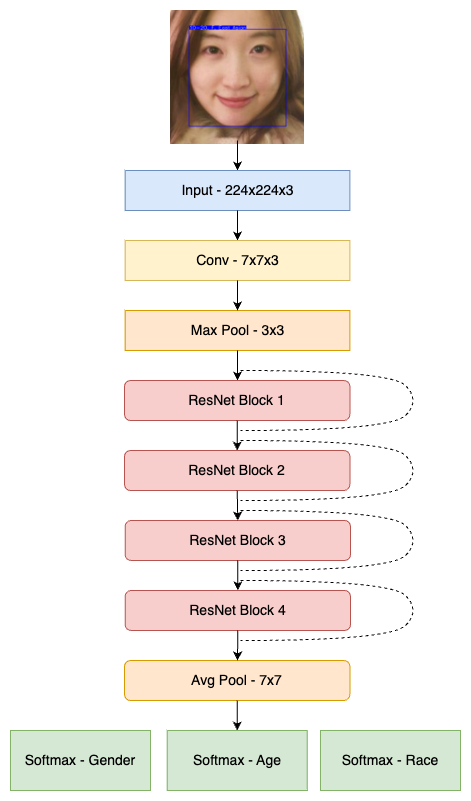 Input - 224x224x3
Conv - 7x7x3
Max Pool - 3x3
ResNet Block 1
ResNet Block 2
ResNet Block 3
ResNet Block 4
Avg Pool - 7x7
Softmax - Gender
Softmax - Age
Softmax - Race